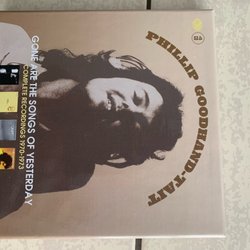 PHILLIP GOODHAND-TAIT
GONE ARE THE SONGS OF YESTERDAY
COMPLETE RECORDINGS 1970-1973